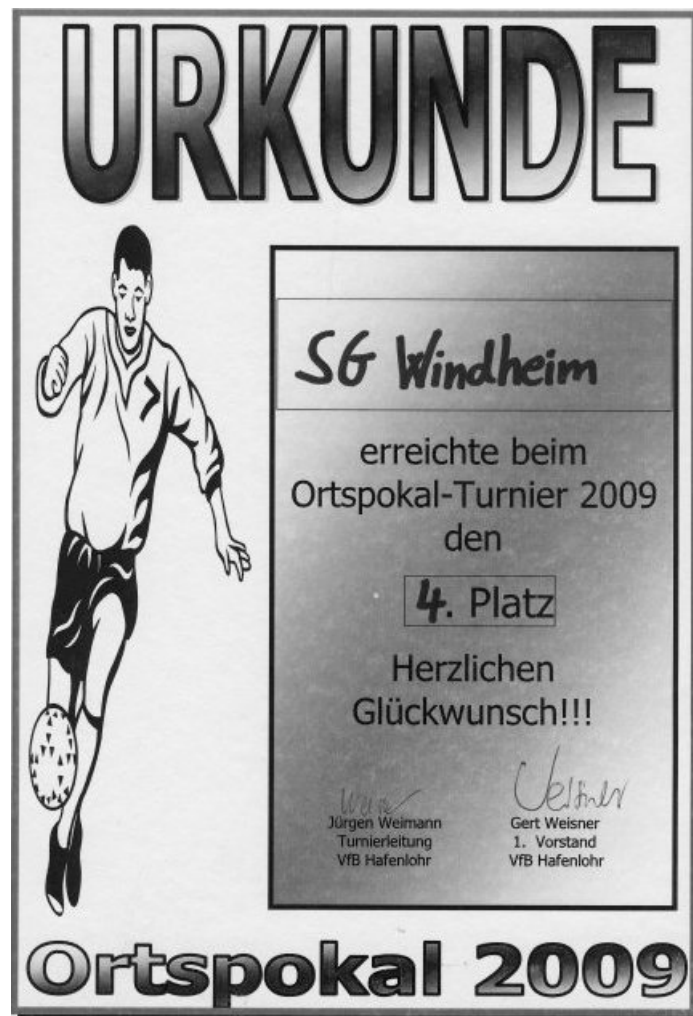 URKUNDE
SG Windheim
erreichte beim
Ortspokal-Turnier 2009
den
4. Platz
Herzlichen
Glückwunsch!!!
Jürgen Weimann
Turnierleitung
VfB Hafenlohr
Weisner
Gert Weisner
1. Vorstand
VfB Hafenlohr
Ortspokal 2009